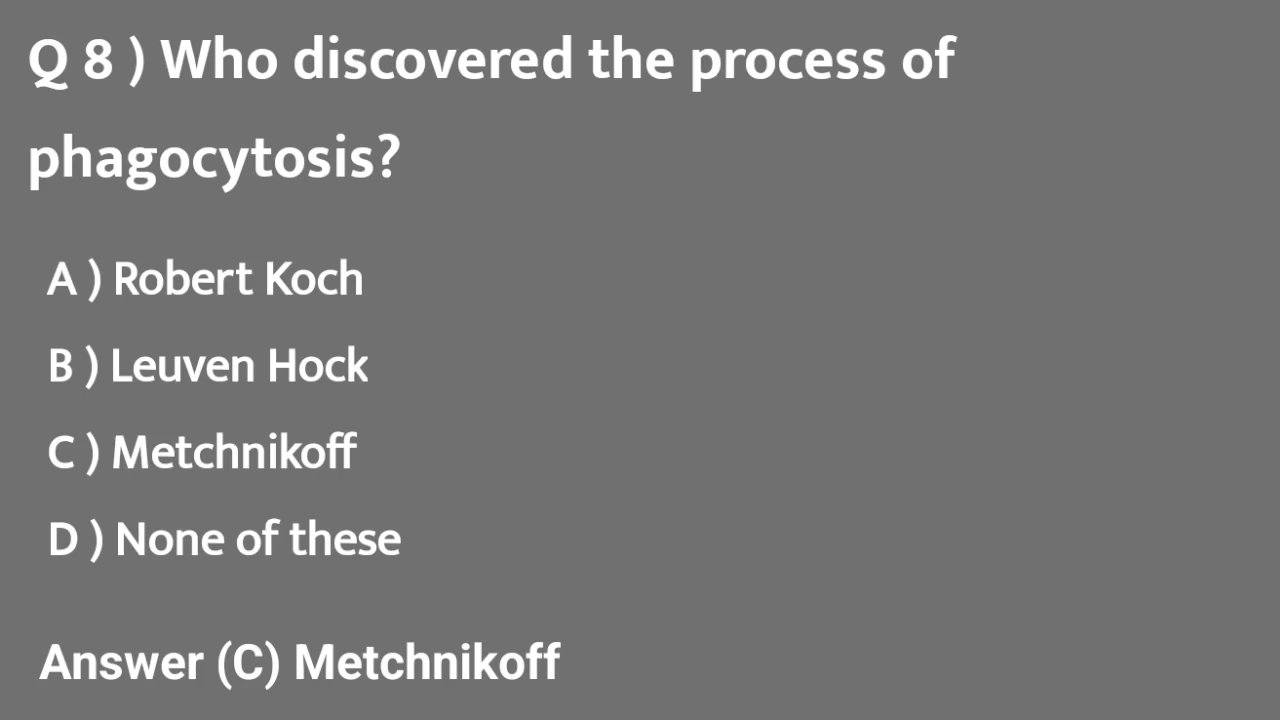 Q 8 ) Who discovered the process of
phagocytosis?
A ) Robert Koch
B ) Leuven Hock
C ) Metchnikoff
D ) None of these
Answer (C) Metchnikoff